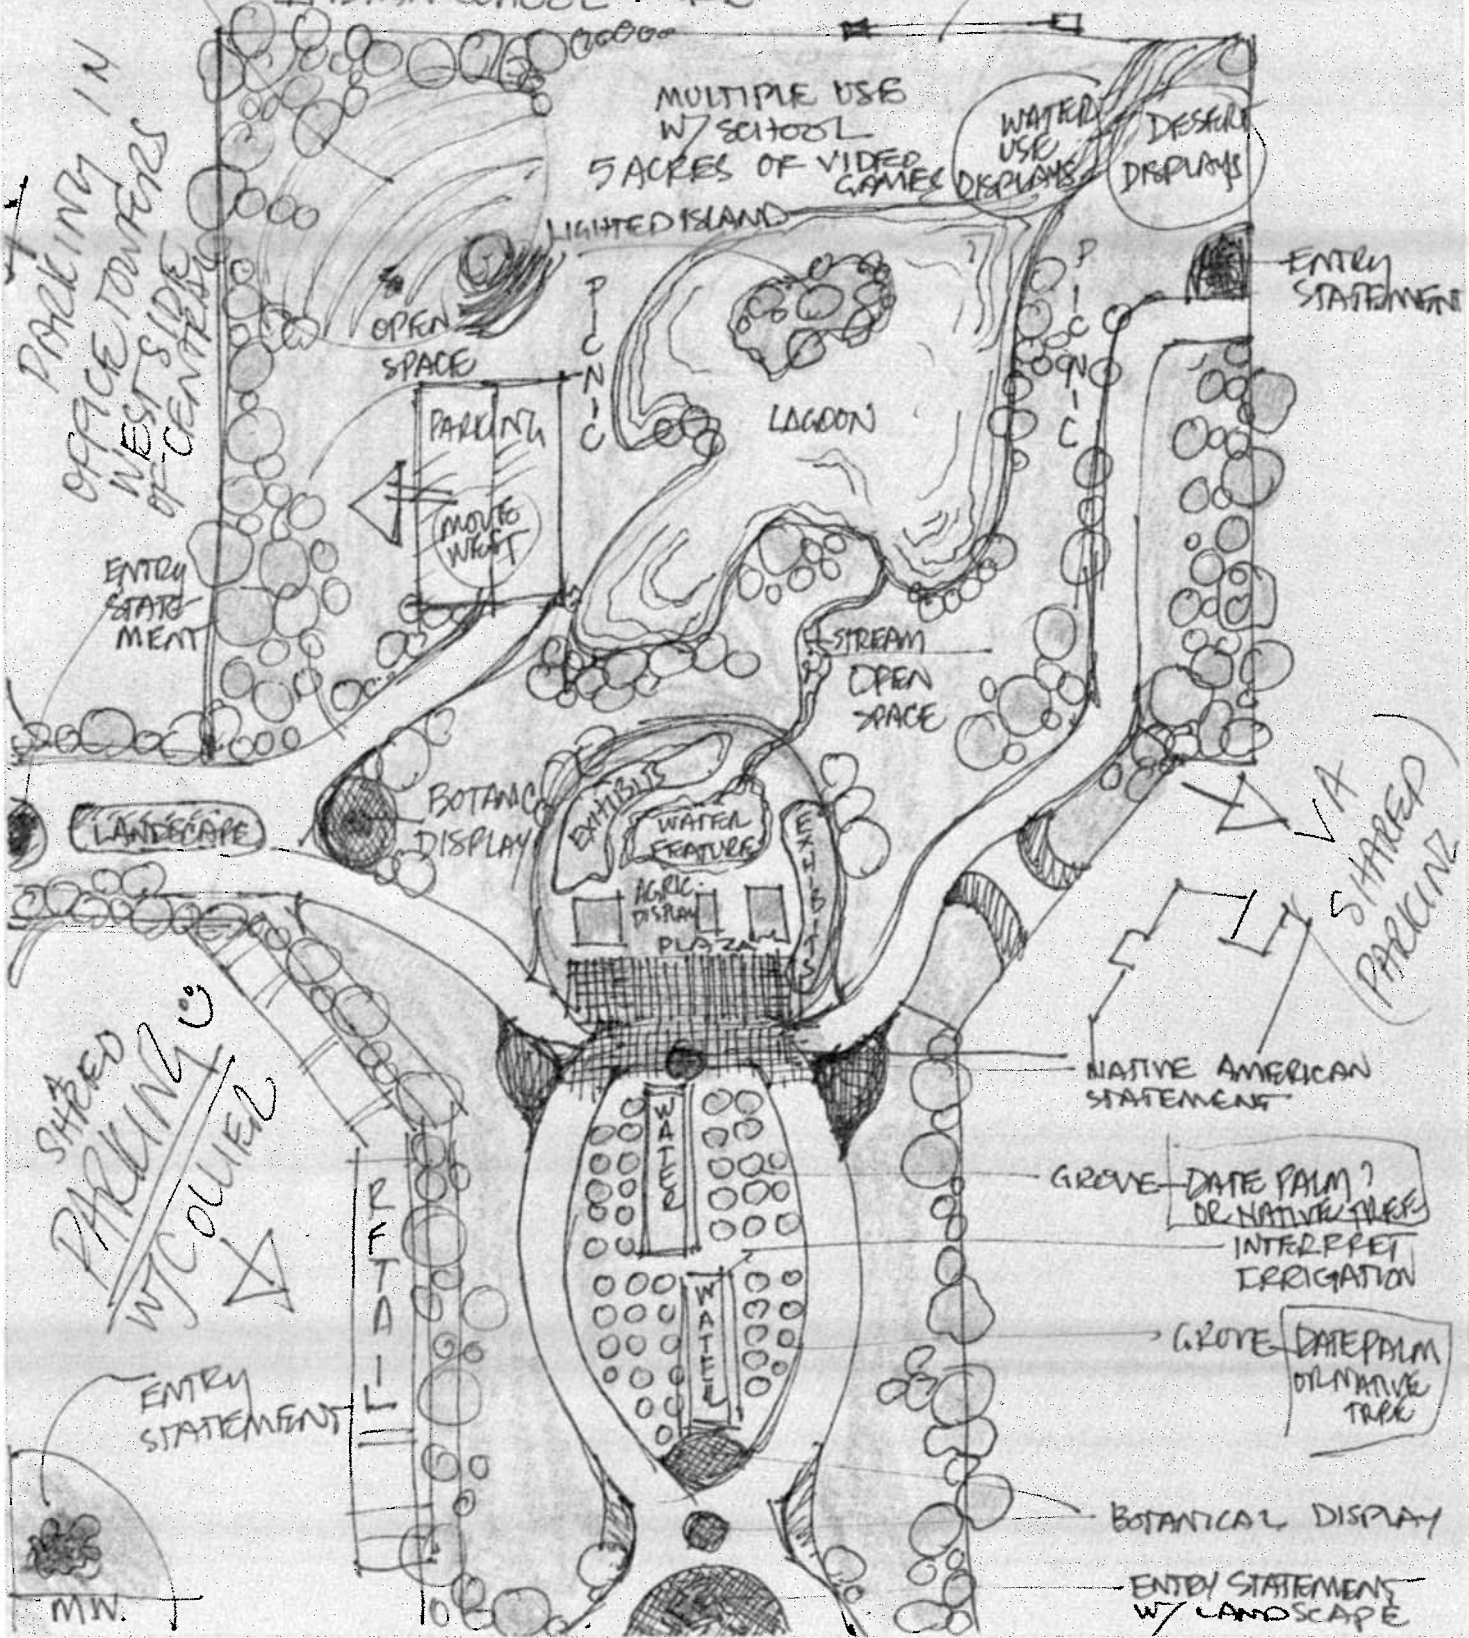 PARKING IN
OFFICE TOWERS
WEST SIDE
OF CENTRAL
MULTIPLE USE
W/ SCHOOL
5 ACRES OF VIDEO
GAMES
WATER
USE
DISPLAYS
DESERT
DISPLAYS
LIGHTED ISLAND
ENTRY
STATEMENT
OPEN
SPACE
PICNIC
PICNIC
LAGOON
PARKING
MOVE
WEST
ENTRY
STATE-
MENT
STREAM
OPEN
SPACE
LANDSCAPE
BOTANIC
DISPLAY
EXHIBITS
WATER
FEATURE
EXHIBITS
AGRIC.
DISPLAY
PLAZA
VA
SHARED
PARKING
SHARED
PARKING
W/ COLLIER
NATIVE AMERICAN
STATEMENT
WATER
GROVE DATE PALM?
OR NATIVE TREE
INTERPRET
IRRIGATION
RETAIL
WATER
GROVE DATE PALM
OR NATIVE
TREE
ENTRY
STATEMENT
M.W.
BOTANICAL DISPLAY
ENTRY STATEMENT
W/ LANDSCAPE